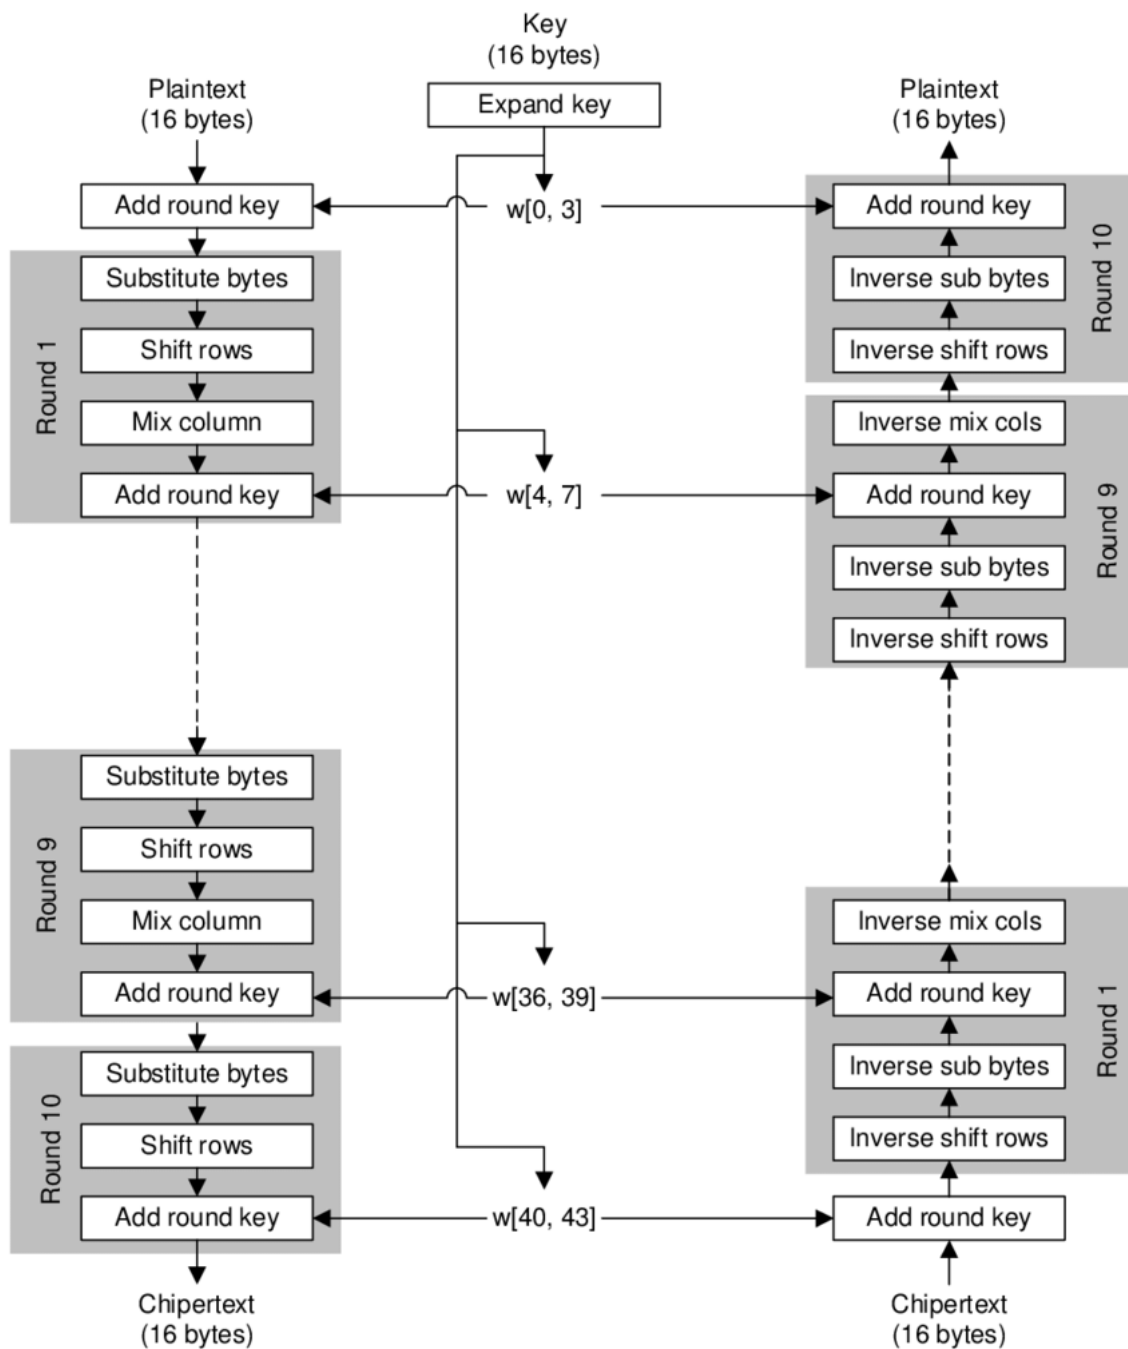 Key
(16 bytes)
Expand key
Plaintext
(16 bytes)
Add round key
Round 1
Substitute bytes
Shift rows
Mix column
Add round key
Round 9
Substitute bytes
Shift rows
Mix column
Add round key
Round 10
Substitute bytes
Shift rows
Add round key
Chipertext
(16 bytes)
w[0, 3]
w[4, 7]
w[36, 39]
w[40, 43]
Plaintext
(16 bytes)
Add round key
Inverse sub bytes
Inverse shift rows
Round 10
Inverse mix cols
Add round key
Inverse sub bytes
Inverse shift rows
Round 9
Inverse mix cols
Add round key
Inverse sub bytes
Inverse shift rows
Round 1
Add round key
Chipertext
(16 bytes)